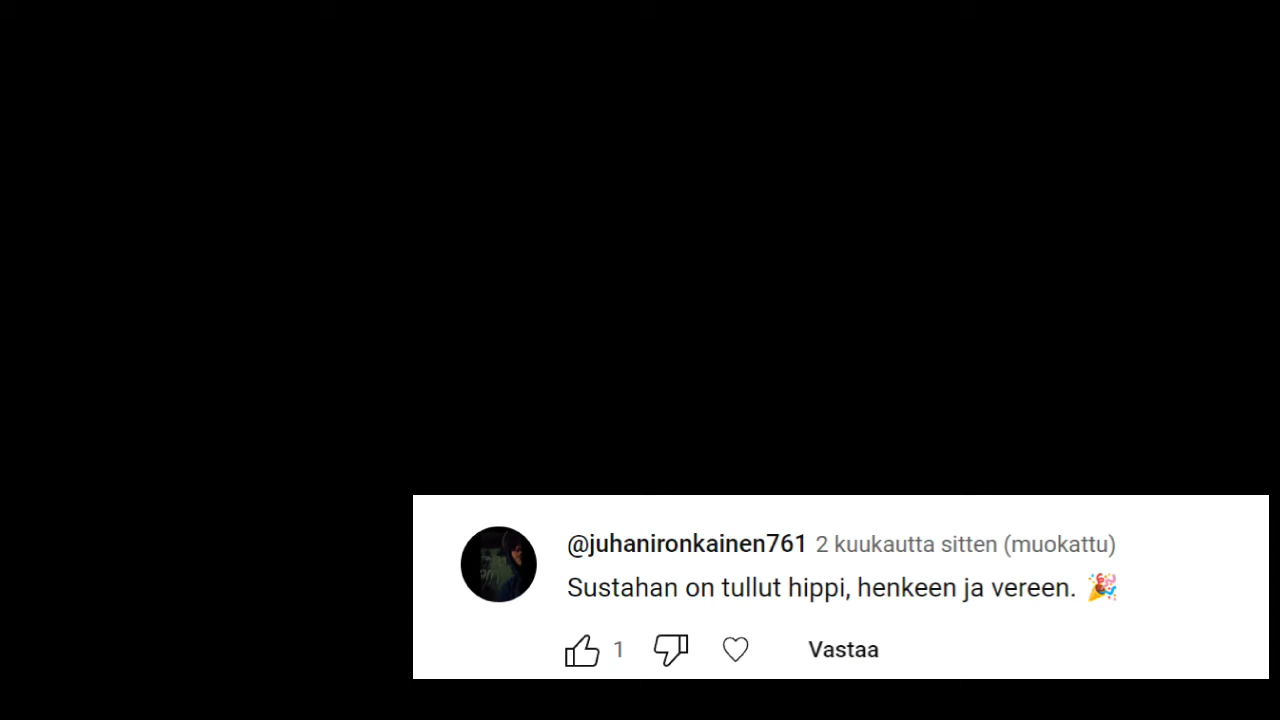 @juhanironkainen761 2 kuukautta sitten (muokattu)
Sustahan on tullut hippi, henkeen ja vereen. 🎉
1 Vastaa